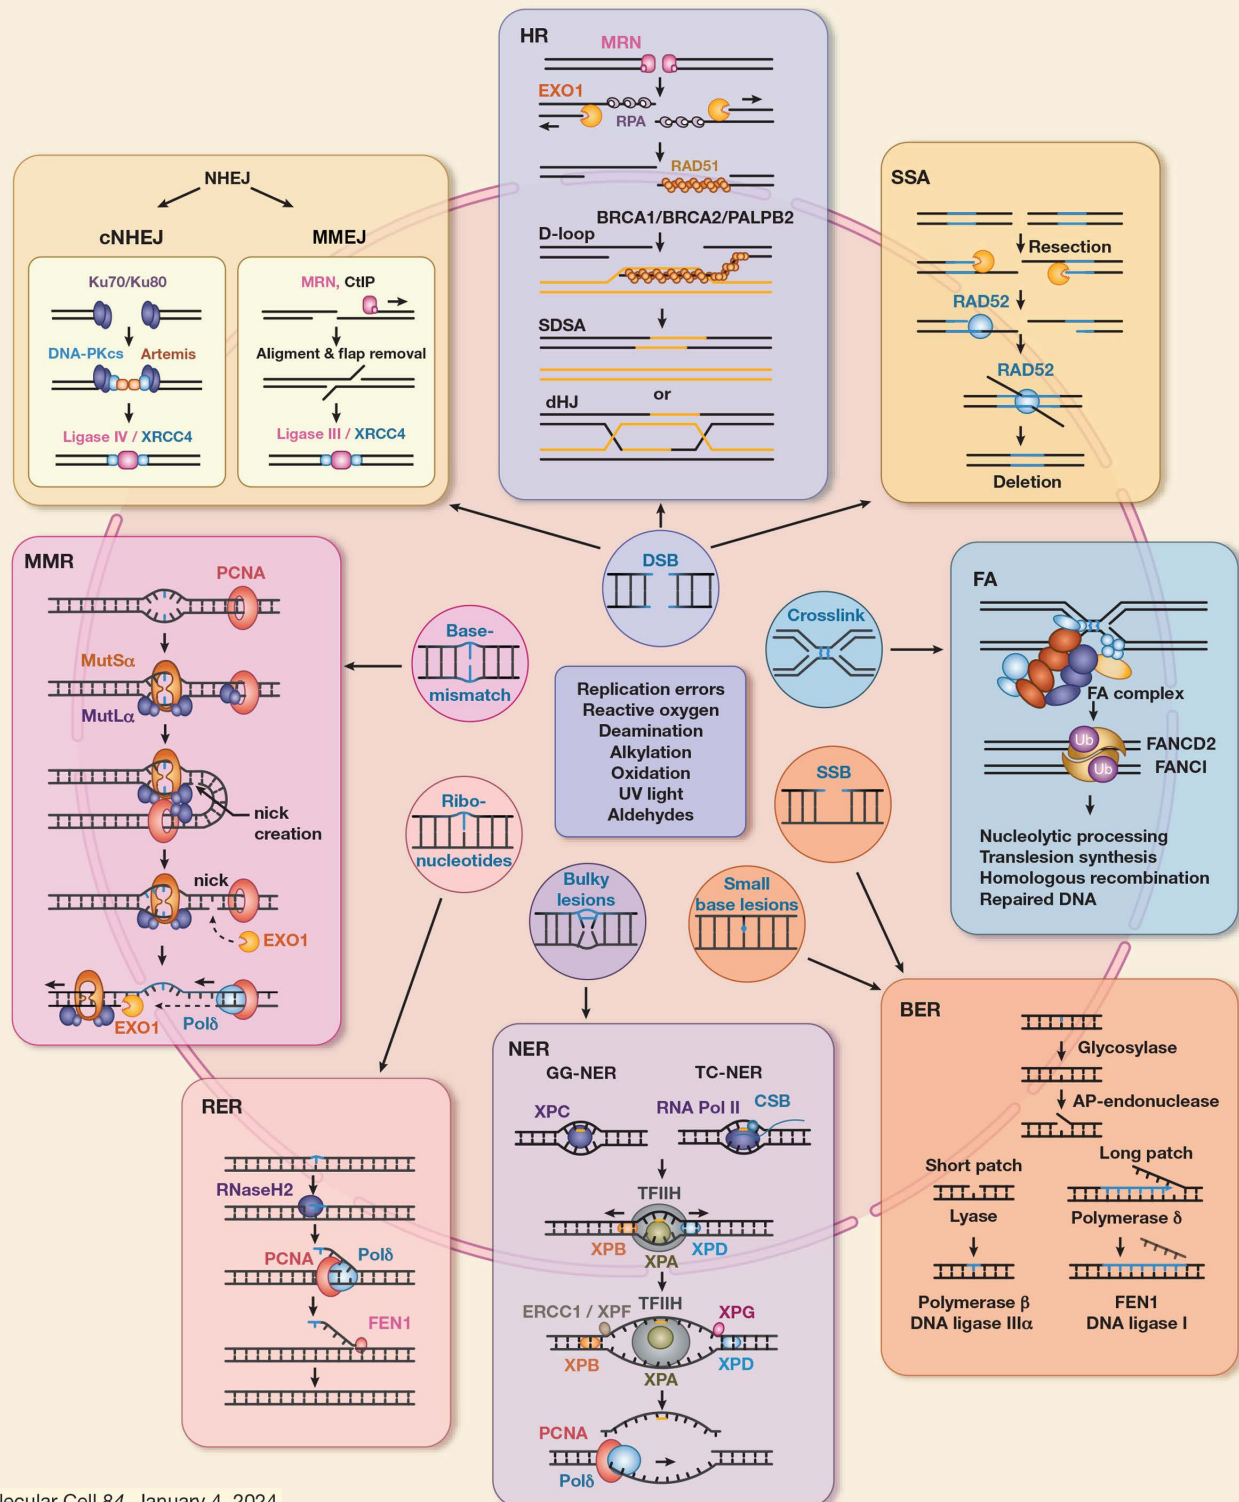 HR
MRN
EXO1
RPA
RAD51
BRCA1/BRCA2/PALPB2
D-loop
SDSA
or
dHJ
NHEJ
cNHEJ
MMEJ
Ku70/Ku80
DNA-PKcs Artemis
Ligase IV / XRCC4
MRN, CtIP
Aligment & flap removal
Ligase III / XRCC4
SSA
Resection
RAD52
RAD52
Deletion
MMR
PCNA
MutSα
MutLα
nick
creation
nick
EXO1
EXO1
Polδ
DSB
Base-
mismatch
Crosslink
Replication errors
Reactive oxygen
Deamination
Alkylation
Oxidation
UV light
Aldehydes
Ribo-
nucleotides
SSB
Bulky
lesions
Small
base lesions
FA
FA complex
Ub
FANCD2
Ub
FANCI
Nucleolytic processing
Translesion synthesis
Homologous recombination
Repaired DNA
RER
RNaseH2
PCNA
Polδ
FEN1
NER
GG-NER
TC-NER
XPC
RNA Pol II
CSB
TFIIH
XPB
XPD
XPA
ERCC1 / XPF
TFIIH
XPG
XPB
XPD
XPA
PCNA
Polδ
BER
Glycosylase
AP-endonuclease
Short patch
Long patch
Lyase
Polymerase δ
Polymerase β
DNA ligase IIIα
FEN1
DNA ligase I
lecular Cell 84, January 4, 2024